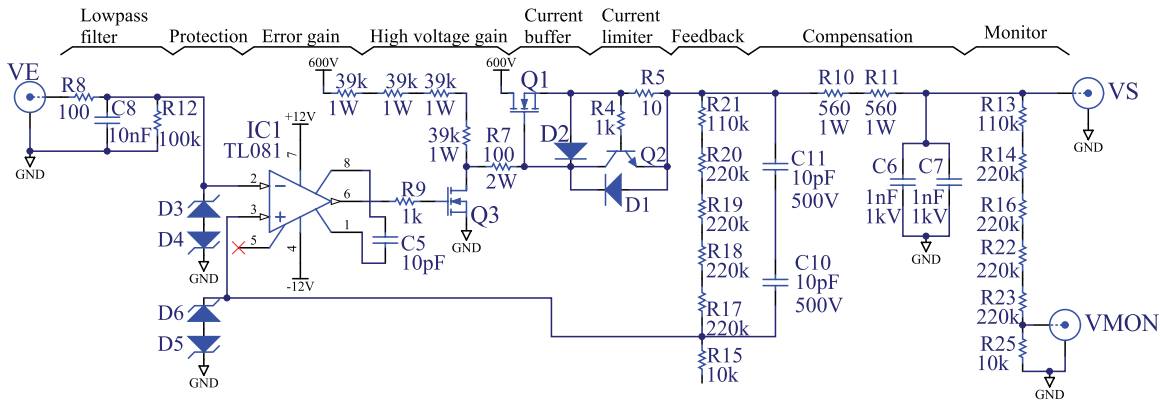 Lowpass filter
Protection
Error gain
High voltage gain
Current buffer
Current limiter
Feedback
Compensation
Monitor
VE
R8
100
C8
10nF
R12
100k
GND
D3
D4
GND
D6
D5
GND
IC1
TL081
+12V
7
2
3
5
8
6
1
4
-12V
C5
10pF
R9
1k
Q3
GND
600V
39k
1W
39k
1W
39k
1W
39k
1W
R7
100
2W
600V
Q1
D2
R4
1k
R5
10
Q2
D1
R21
110k
R20
220k
R19
220k
R18
220k
R17
220k
R15
10k
C11
10pF
500V
C10
10pF
500V
R10
560
1W
R11
560
1W
C6
1nF
1kV
C7
1nF
1kV
GND
R13
110k
R14
220k
R16
220k
R22
220k
R23
220k
R25
10k
GND
VS
GND
VMON